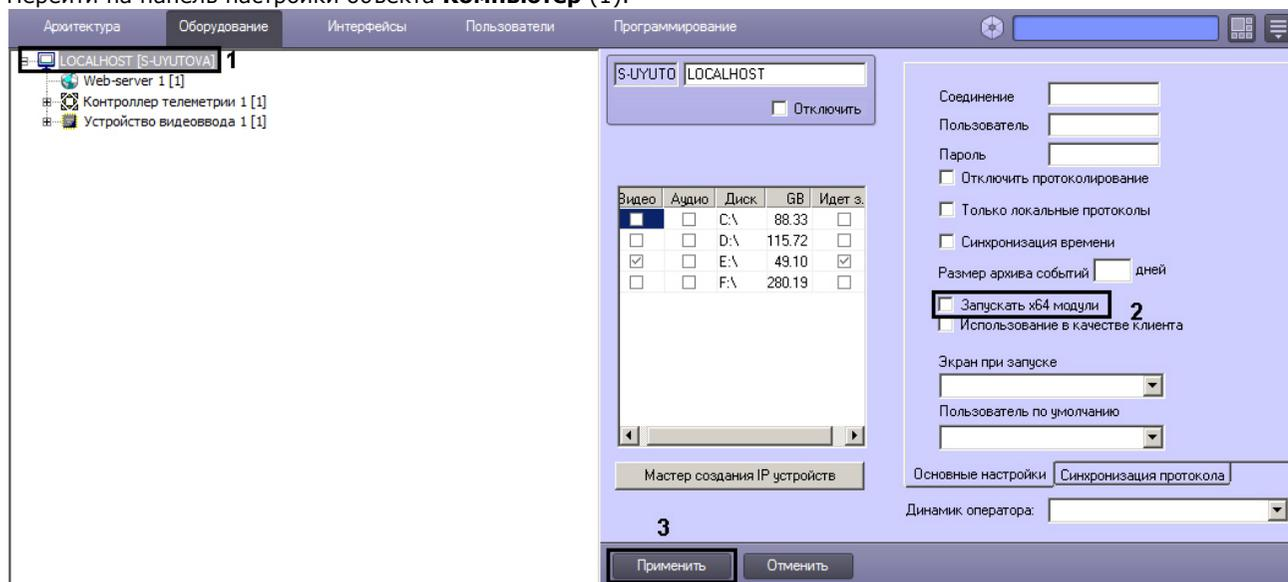 Перейти на панель настройки объекта Компьютер (1).
Архитектура Оборудование Интерфейсы Пользователи Программирование
LOCALHOST [S-UYUTOVA] 1
Web-server 1 [1]
Контроллер телеметрии 1 [1]
Устройство видеоввода 1 [1]
S-UYUTO LOCALHOST
Отключить
Видео Аудио Диск GB Идет з.
C:\ 88.33
D:\ 115.72
E:\ 49.10
F:\ 280.19
Мастер создания IP устройств
Соединение
Пользователь
Пароль
Отключить протоколирование
Только локальные протоколы
Синхронизация времени
Размер архива событий дней
Запускать x64 модули 2
Использование в качестве клиента
Экран при запуске
Пользователь по умолчанию
Основные настройки Синхронизация протокола
Динамик оператора:
3
Применить Отменить